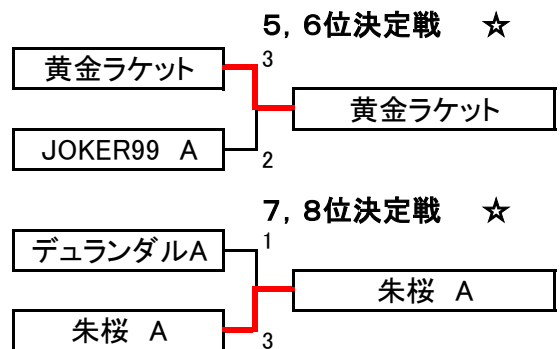 5，6位決定戦　☆
黄金ラケット
3
黄金ラケット
JOKER99　A
2
7，8位決定戦　☆
デュランダルA
1
朱桜　A
朱桜　A
3